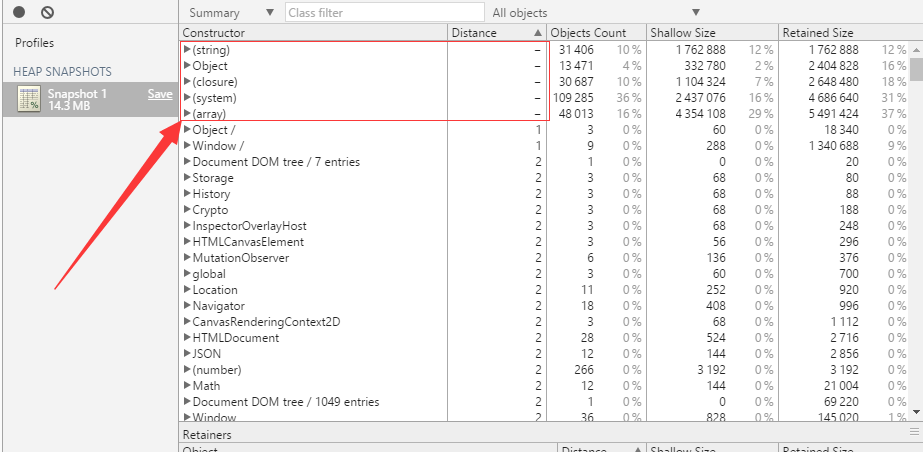 Summary ▼ Class filter All objects ▼
Profiles
HEAP SNAPSHOTS
Snapshot 1 Save
14.3 MB
Constructor Distance ▲ Objects Count Shallow Size Retained Size
(string) – 31 406 10 % 1 762 888 12 % 1 762 888 12 %
Object – 13 471 4 % 332 780 2 % 2 404 828 16 %
(closure) – 30 687 10 % 1 104 324 7 % 2 648 480 18 %
(system) – 109 285 36 % 2 437 076 16 % 4 686 640 31 %
(array) – 48 013 16 % 4 354 108 29 % 5 491 424 37 %
Object / 1 3 0 % 60 0 % 18 340 0 %
Window / 1 9 0 % 288 0 % 1 340 688 9 %
Document DOM tree / 7 entries 2 1 0 % 0 0 % 20 0 %
Storage 2 3 0 % 68 0 % 80 0 %
History 2 3 0 % 68 0 % 88 0 %
Crypto 2 3 0 % 68 0 % 188 0 %
InspectorOverlayHost 2 3 0 % 68 0 % 248 0 %
HTMLCanvasElement 2 3 0 % 56 0 % 296 0 %
MutationObserver 2 6 0 % 136 0 % 376 0 %
global 2 3 0 % 60 0 % 700 0 %
Location 2 11 0 % 252 0 % 920 0 %
Navigator 2 18 0 % 408 0 % 996 0 %
CanvasRenderingContext2D 2 3 0 % 68 0 % 1 112 0 %
HTMLDocument 2 28 0 % 524 0 % 2 716 0 %
JSON 2 12 0 % 144 0 % 2 856 0 %
(number) 2 266 0 % 3 192 0 % 3 192 0 %
Math 2 12 0 % 144 0 % 21 004 0 %
Document DOM tree / 1049 entries 2 1 0 % 0 0 % 69 220 0 %
Window 2 36 0 % 828 0 % 145 020 1 %
Retainers
Object Distance ▲ Shallow Size Retained Size